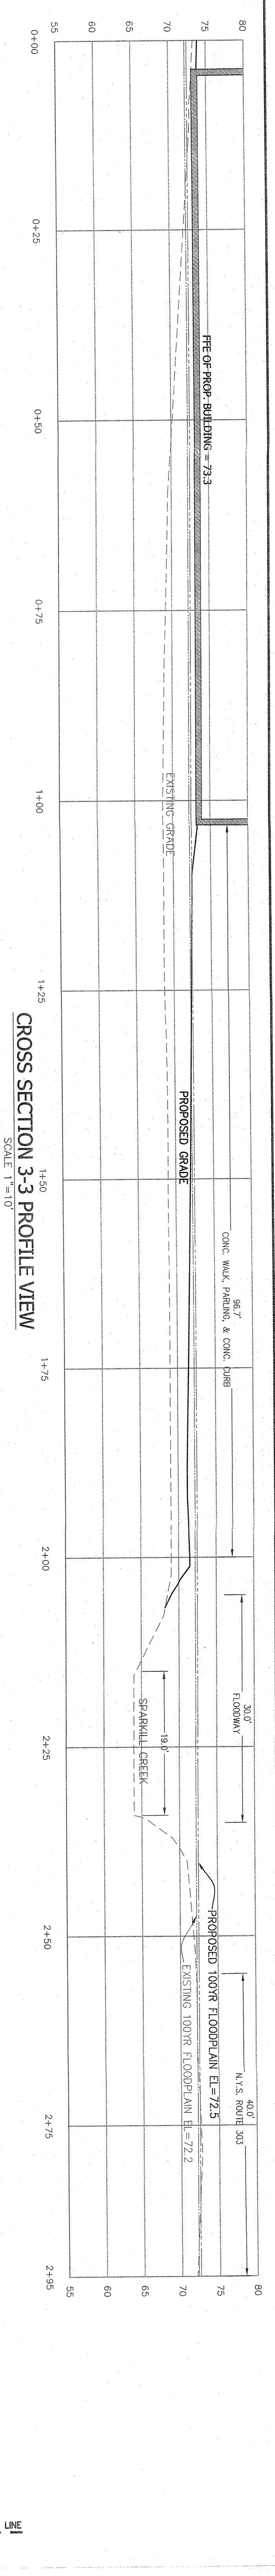 80
75
70
65
60
55
FFE OF PROP. BUILDING = 73.3
EXISTING GRADE
PROPOSED GRADE
96.7'
CONC. WALK, PARLING, & CONC. CURB
30.0'
FLOODWAY
19.0'
SPARKILL CREEK
PROPOSED 100YR FLOODPLAIN EL=72.5
EXISTING 100YR FLOODPLAIN EL=72.2
40.0'
N.Y.S. ROUTE 303
80
75
70
65
60
55
0+00
0+25
0+50
0+75
1+00
1+25
1+50
1+75
2+00
2+25
2+50
2+75
2+95
CROSS SECTION 3-3 PROFILE VIEW
SCALE 1"=10'
LINE